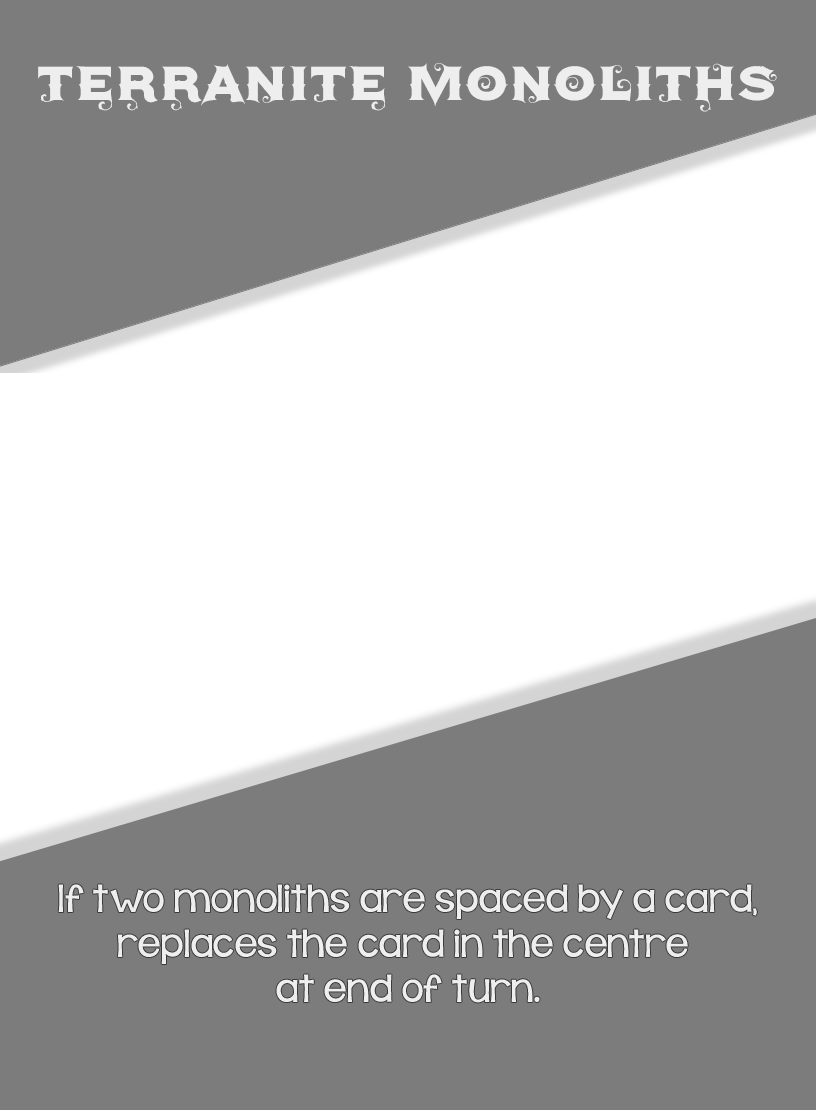 TERRANITE MONOLITHS
If two monoliths are spaced by a card,
replaces the card in the centre
at end of turn.